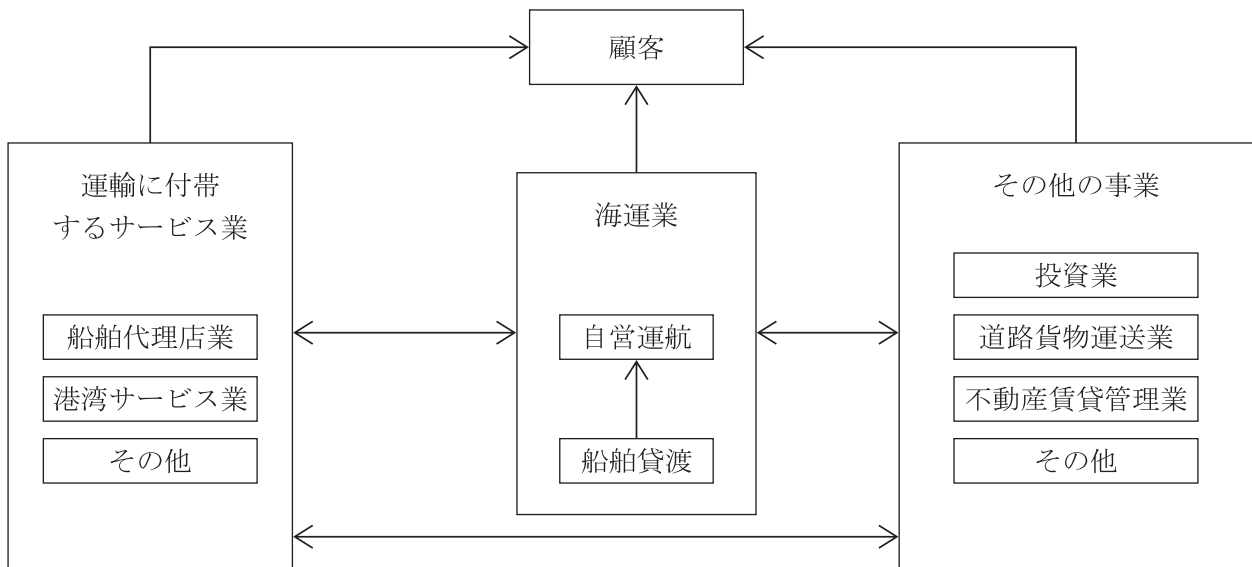 顧客
運輸に付帯
するサービス業
船舶代理店業
港湾サービス業
その他
海運業
自営運航
船舶貸渡
その他の事業
投資業
道路貨物運送業
不動産賃貸管理業
その他